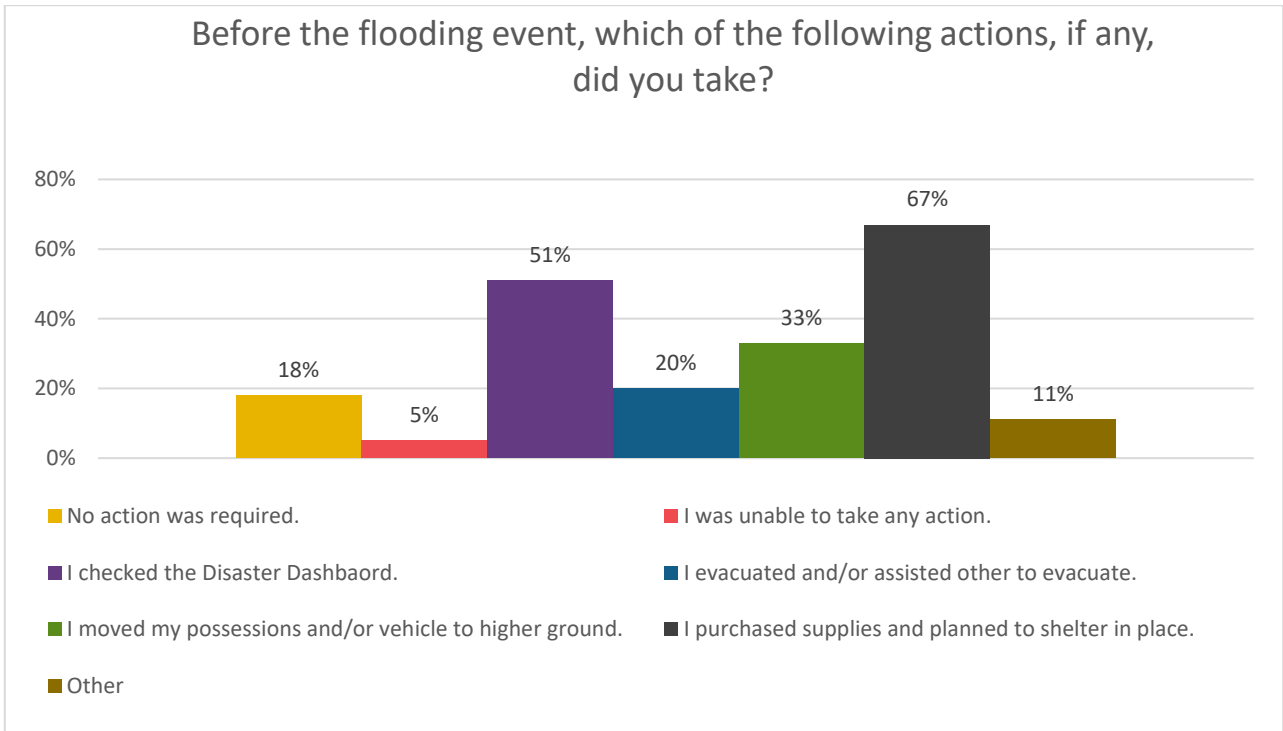 Before the flooding event, which of the following actions, if any,
did you take?
80%
60%
40%
20%
0%
18%
5%
51%
20%
33%
67%
11%
No action was required.
I was unable to take any action.
I checked the Disaster Dashbaord.
I evacuated and/or assisted other to evacuate.
I moved my possessions and/or vehicle to higher ground.
I purchased supplies and planned to shelter in place.
Other